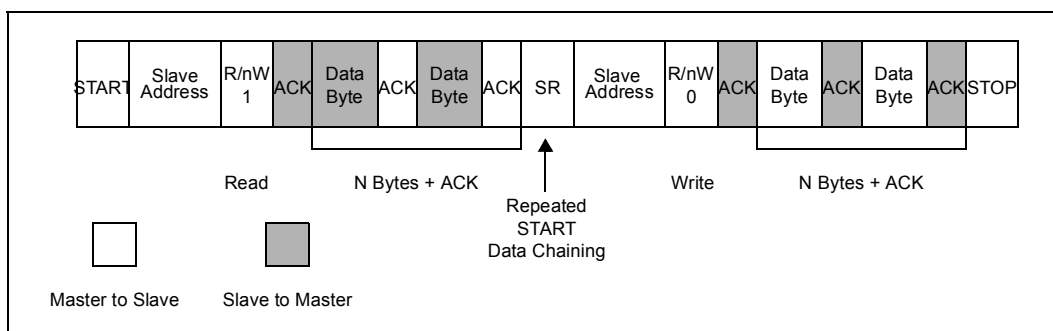 START Slave Address R/nW 1 ACK Data Byte ACK Data Byte ACK SR Slave Address R/nW 0 ACK Data Byte ACK Data Byte ACK STOP
Read N Bytes + ACK Write N Bytes + ACK
Repeated
START
Data Chaining
Master to Slave Slave to Master